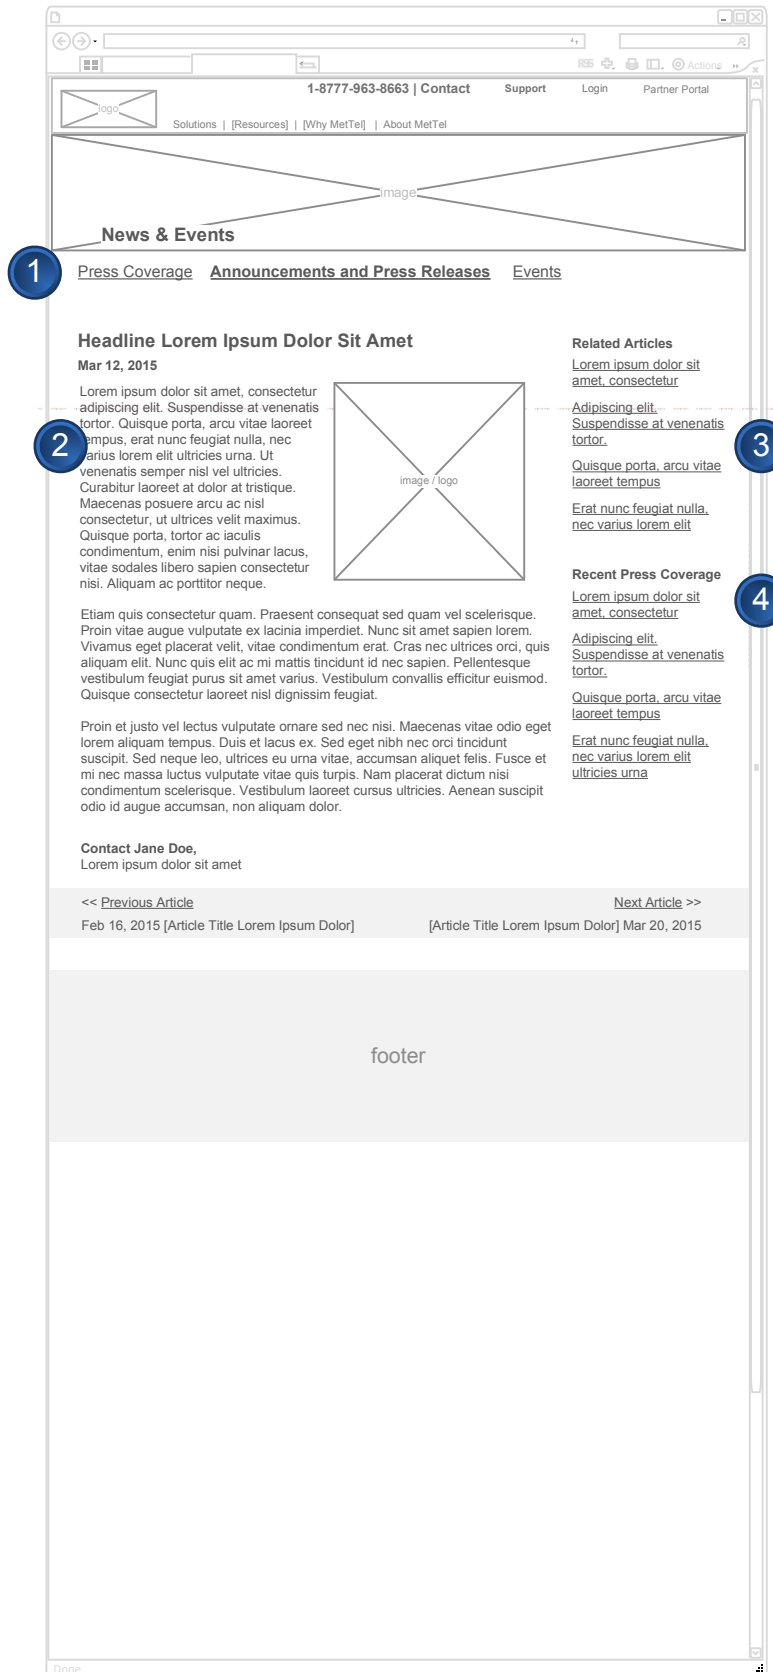 RSS
Actions
1-8777-963-8663 | Contact Support Login Partner Portal
logo
Solutions | [Resources] | [Why MetTel] | About MetTel
image
News & Events
1
Press Coverage Announcements and Press Releases Events
Headline Lorem Ipsum Dolor Sit Amet
Mar 12, 2015
Lorem ipsum dolor sit amet, consectetur
adipiscing elit. Suspendisse at venenatis
tortor. Quisque porta, arcu vitae laoreet
tempus, erat nunc feugiat nulla, nec
varius lorem elit ultricies urna. Ut
venenatis semper nisl vel ultricies.
Curabitur laoreet at dolor at tristique.
Maecenas posuere arcu ac nisl
consectetur, ut ultrices velit maximus.
Quisque porta, tortor ac iaculis
condimentum, enim nisi pulvinar lacus,
vitae sodales libero sapien consectetur
nisi. Aliquam ac porttitor neque.
2
image / logo
Etiam quis consectetur quam. Praesent consequat sed quam vel scelerisque.
Proin vitae augue vulputate ex lacinia imperdiet. Nunc sit amet sapien lorem.
Vivamus eget placerat velit, vitae condimentum erat. Cras nec ultrices orci, quis
aliquam elit. Nunc quis elit ac mi mattis tincidunt id nec sapien. Pellentesque
vestibulum feugiat purus sit amet varius. Vestibulum convallis efficitur euismod.
Quisque consectetur laoreet nisl dignissim feugiat.
Proin et justo vel lectus vulputate ornare sed nec nisi. Maecenas vitae odio eget
lorem aliquam tempus. Duis et lacus ex. Sed eget nibh nec orci tincidunt
suscipit. Sed neque leo, ultrices eu urna vitae, accumsan aliquet felis. Fusce et
mi nec massa luctus vulputate vitae quis turpis. Nam placerat dictum nisi
condimentum scelerisque. Vestibulum laoreet cursus ultricies. Aenean suscipit
odio id augue accumsan, non aliquam dolor.
Contact Jane Doe,
Lorem ipsum dolor sit amet
Related Articles
Lorem ipsum dolor sit
amet, consectetur
Adipiscing elit.
Suspendisse at venenatis
tortor.
3
Quisque porta, arcu vitae
laoreet tempus
Erat nunc feugiat nulla,
nec varius lorem elit
Recent Press Coverage
4
Lorem ipsum dolor sit
amet, consectetur
Adipiscing elit.
Suspendisse at venenatis
tortor.
Quisque porta, arcu vitae
laoreet tempus
Erat nunc feugiat nulla,
nec varius lorem elit
ultricies urna
<< Previous Article Next Article >>
Feb 16, 2015 [Article Title Lorem Ipsum Dolor] [Article Title Lorem Ipsum Dolor] Mar 20, 2015
footer
Done